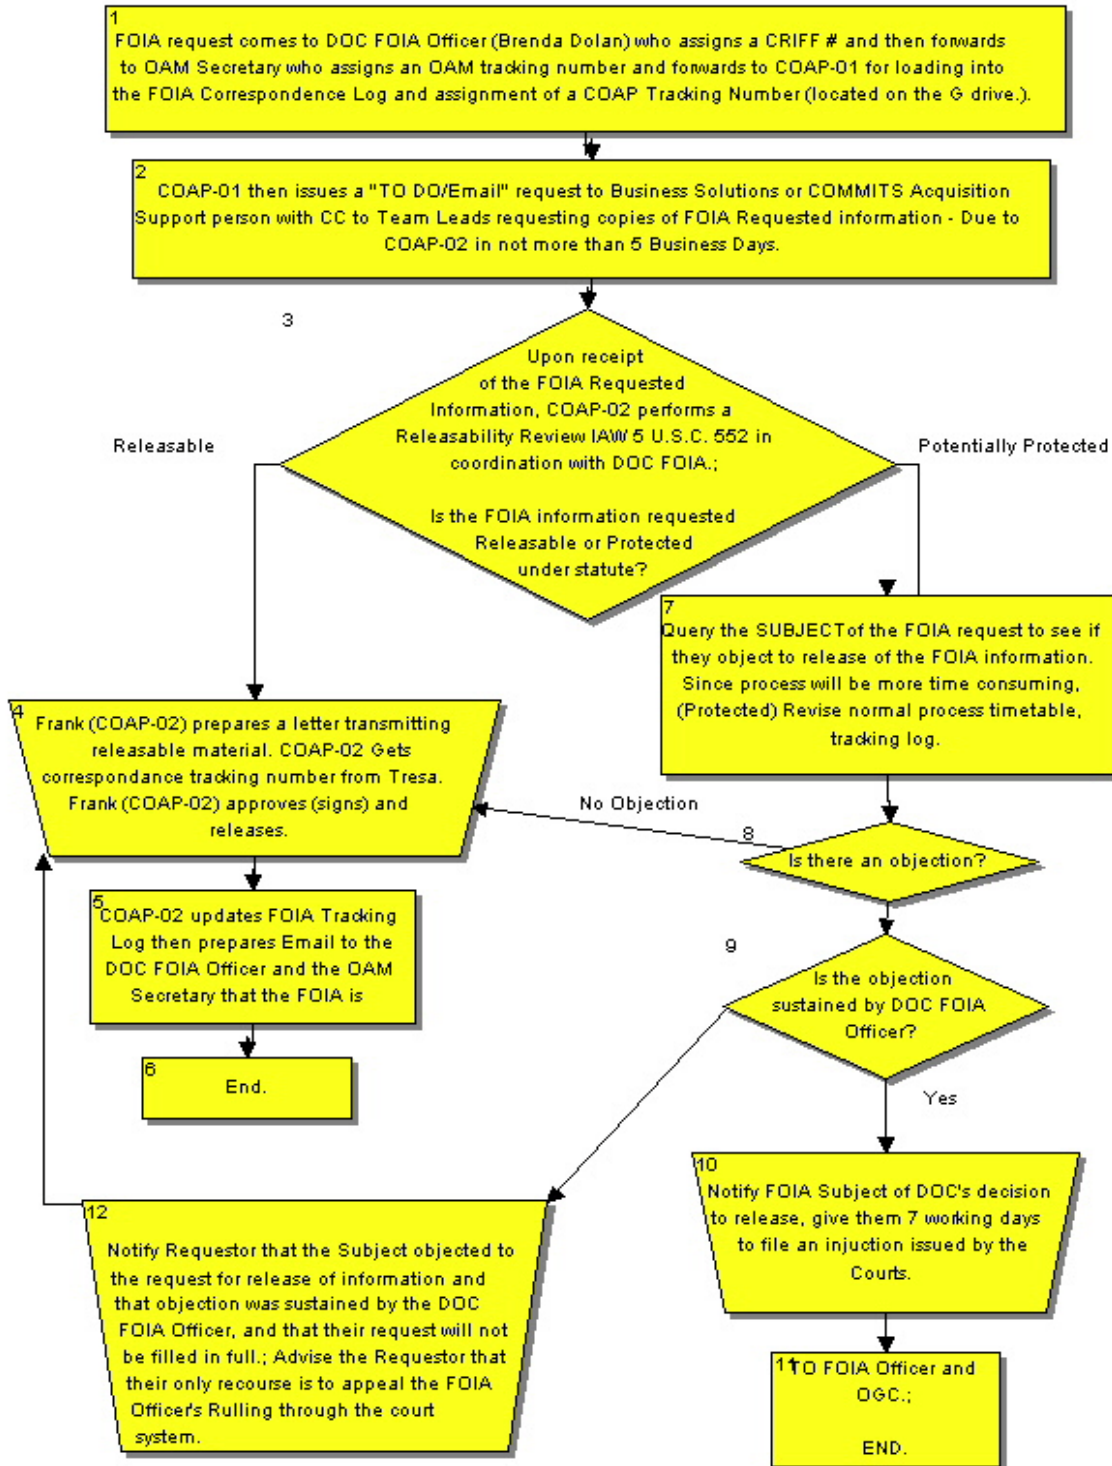 1
FOIA request comes to DOC FOIA Officer (Brenda Dolan) who assigns a CRIFF # and then forwards
to OAM Secretary who assigns an OAM tracking number and forwards to COAP-01 for loading into
the FOIA Correspondence Log and assignment of a COAP Tracking Number (located on the G drive.).
2
COAP-01 then issues a "TO DO/Email" request to Business Solutions or COMMITS Acquisition
Support person with CC to Team Leads requesting copies of FOIA Requested information - Due to
COAP-02 in not more than 5 Business Days.
3
Upon receipt
of the FOIA Requested
Information, COAP-02 performs a
Releasability Review IAW 5 U.S.C. 552 in
coordination with DOC FOIA.;
Is the FOIA information requested
Releasable or Protected
under statute?
Releasable
Potentially Protected
4
Frank (COAP-02) prepares a letter transmitting
releasable material. COAP-02 Gets
correspondance tracking number from Tresa.
Frank (COAP-02) approves (signs) and
releases.
5
COAP-02 updates FOIA Tracking
Log then prepares Email to the
DOC FOIA Officer and the OAM
Secretary that the FOIA is
6
End.
7
Query the SUBJECT of the FOIA request to see if
they object to release of the FOIA information.
Since process will be more time consuming,
(Protected) Revise normal process timetable,
tracking log.
No Objection
8
Is there an objection?
9
Is the objection
sustained by DOC FOIA
Officer?
Yes
10
Notify FOIA Subject of DOC's decision
to release, give them 7 working days
to file an injuction issued by the
Courts.
11
TO FOIA Officer and
OGC.;
END.
12
Notify Requestor that the Subject objected to
the request for release of information and
that objection was sustained by the DOC
FOIA Officer, and that their request will not
be filled in full.; Advise the Requestor that
their only recourse is to appeal the FOIA
Officer's Rulling through the court
system.